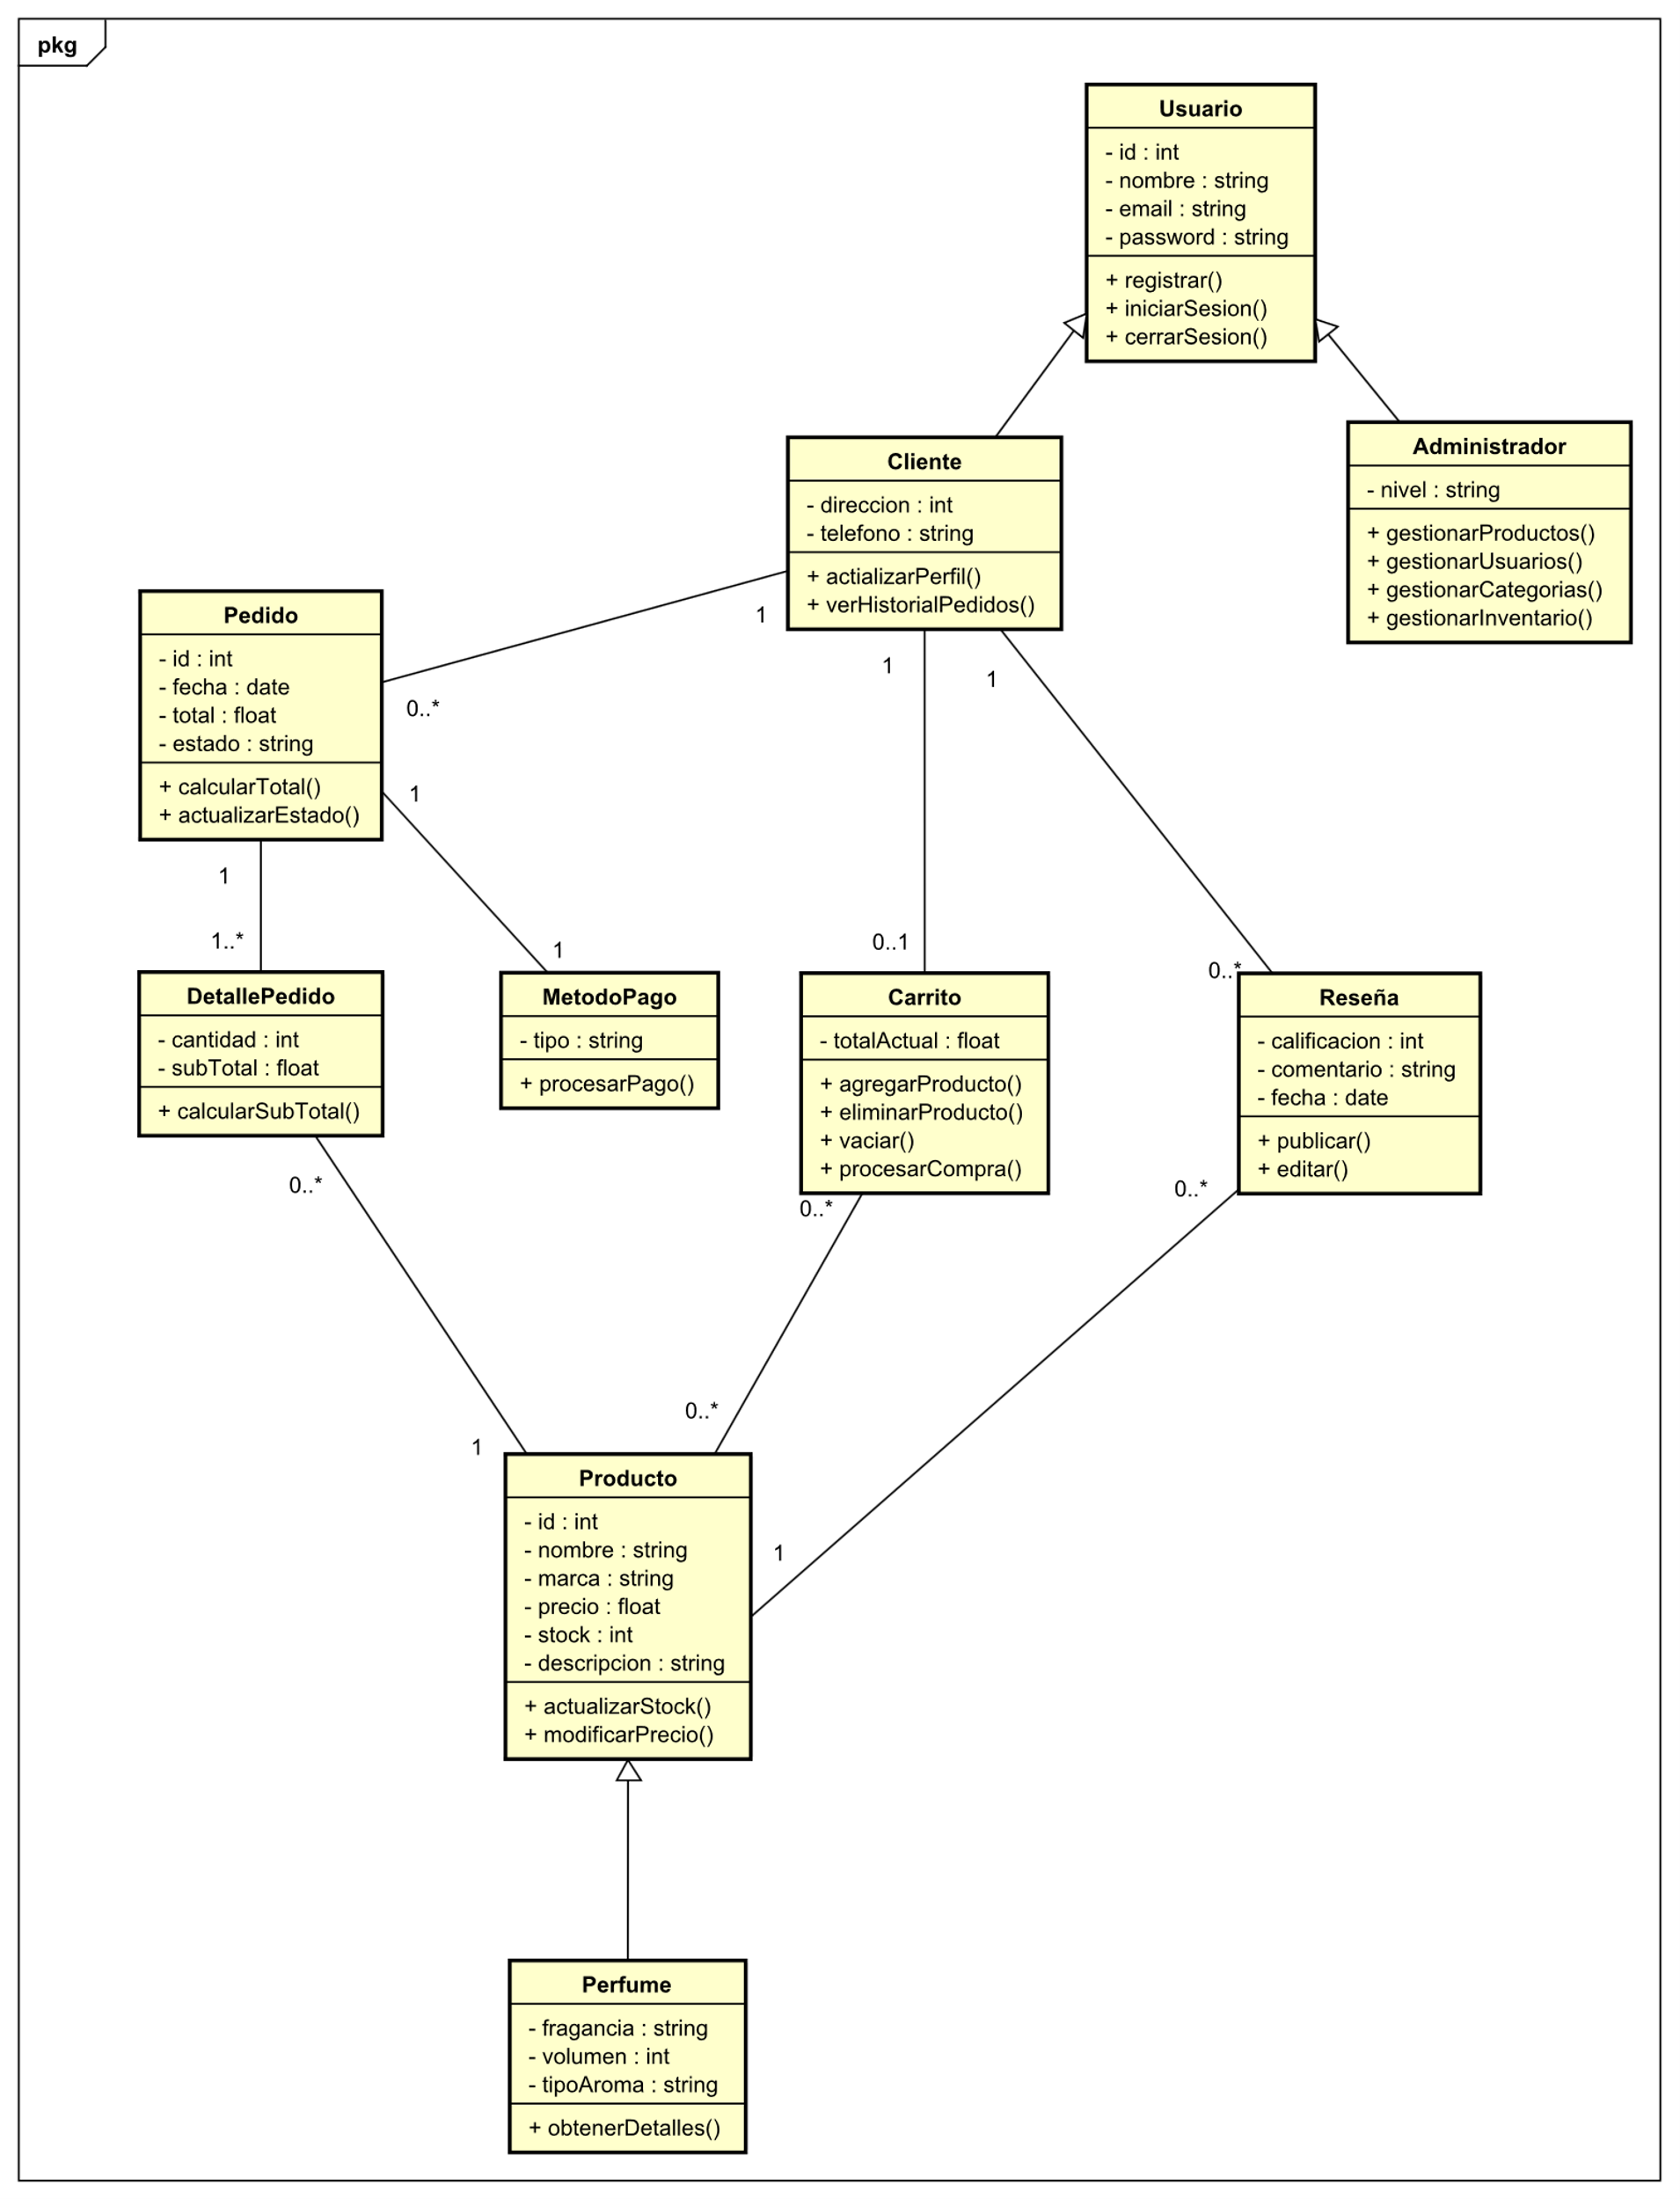 pkg
Usuario
- id : int
- nombre : string
- email : string
- password : string
+ registrar()
+ iniciarSesion()
+ cerrarSesion()
Cliente
- direccion : int
- telefono : string
+ actializarPerfil()
+ verHistorialPedidos()
Administrador
- nivel : string
+ gestionarProductos()
+ gestionarUsuarios()
+ gestionarCategorias()
+ gestionarInventario()
Pedido
- id : int
- fecha : date
- total : float
- estado : string
+ calcularTotal()
+ actualizarEstado()
1
0..*
1
1
1
1
1..*
1
0..1
0..*
DetallePedido
- cantidad : int
- subTotal : float
+ calcularSubTotal()
MetodoPago
- tipo : string
+ procesarPago()
Carrito
- totalActual : float
+ agregarProducto()
+ eliminarProducto()
+ vaciar()
+ procesarCompra()
Reseña
- calificacion : int
- comentario : string
- fecha : date
+ publicar()
+ editar()
0..*
0..*
0..*
0..*
1
1
Producto
- id : int
- nombre : string
- marca : string
- precio : float
- stock : int
- descripcion : string
+ actualizarStock()
+ modificarPrecio()
Perfume
- fragancia : string
- volumen : int
- tipoAroma : string
+ obtenerDetalles()